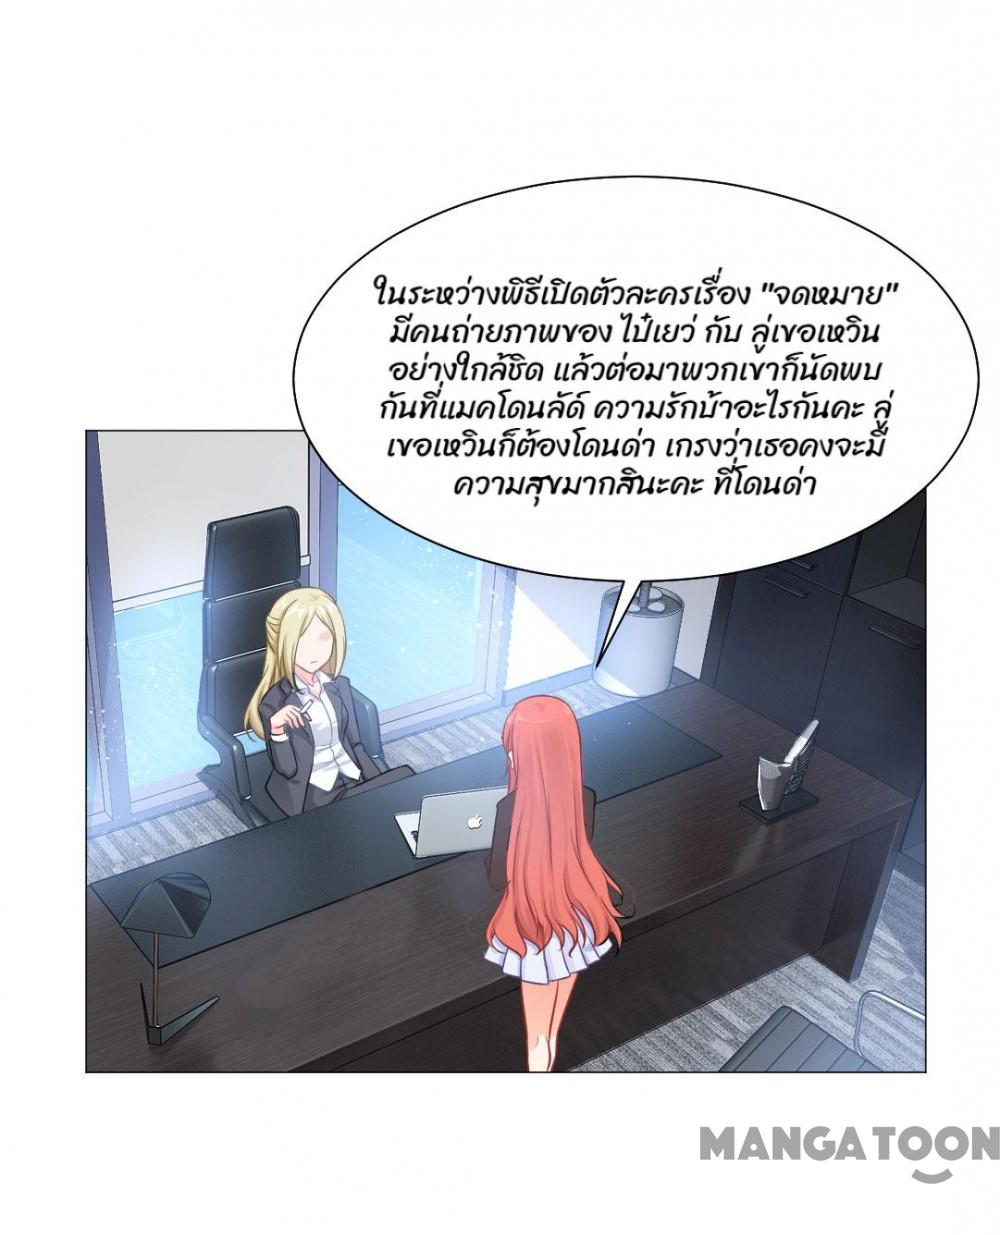 ในระหว่างพิธีเปิดตัวละครเรื่อง "จดหมาย"
มีคนถ่ายภาพของ ไป๋เยว่ กับ ลู่เขอเหวิน
อย่างใกล้ชิด แล้วต่อมาพวกเขาก็นัดพบ
กันที่แมคโดนัลด์ ความรักบ้าอะไรกันคะ ลู่
เขอเหวินก็ต้องโดนด่า เกรงว่าเธอคงจะมี
ความสุขมากสินะคะ ที่โดนด่า
MANGATOON